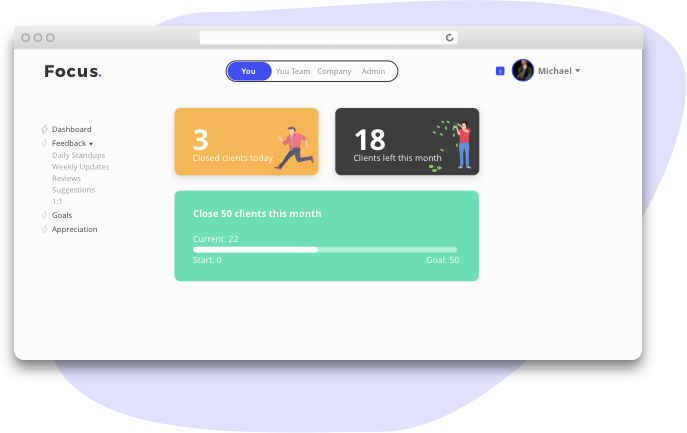 Focus.
You You Team Company Admin
1 Michael
Dashboard
Feedback
Daily Standups
Weekly Updates
Reviews
Suggestions
1:1
Goals
Appreciation
3
Closed clients today
18
Clients left this month
Close 50 clients this month
Current: 22
Start: 0 Goal: 50